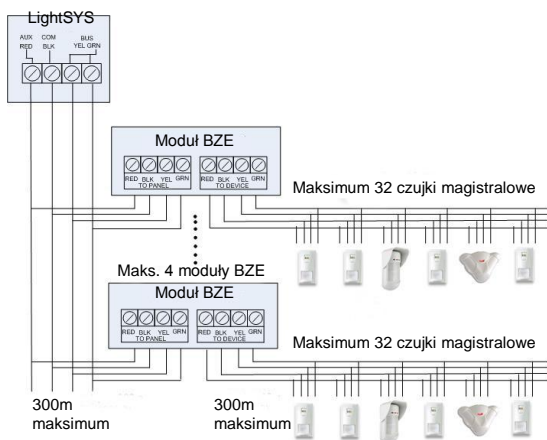 LightSYS
AUX COM BUS
RED BLK YEL GRN
Moduł BZE
RED BLK YEL GRN RED BLK YEL GRN
TO PANEL TO DEVICE
Maksimum 32 czujki magistralowe
Maks. 4 moduły BZE
Moduł BZE
RED BLK YEL GRN RED BLK YEL GRN
TO PANEL TO DEVICE
Maksimum 32 czujki magistralowe
300m maksimum
300m maksimum